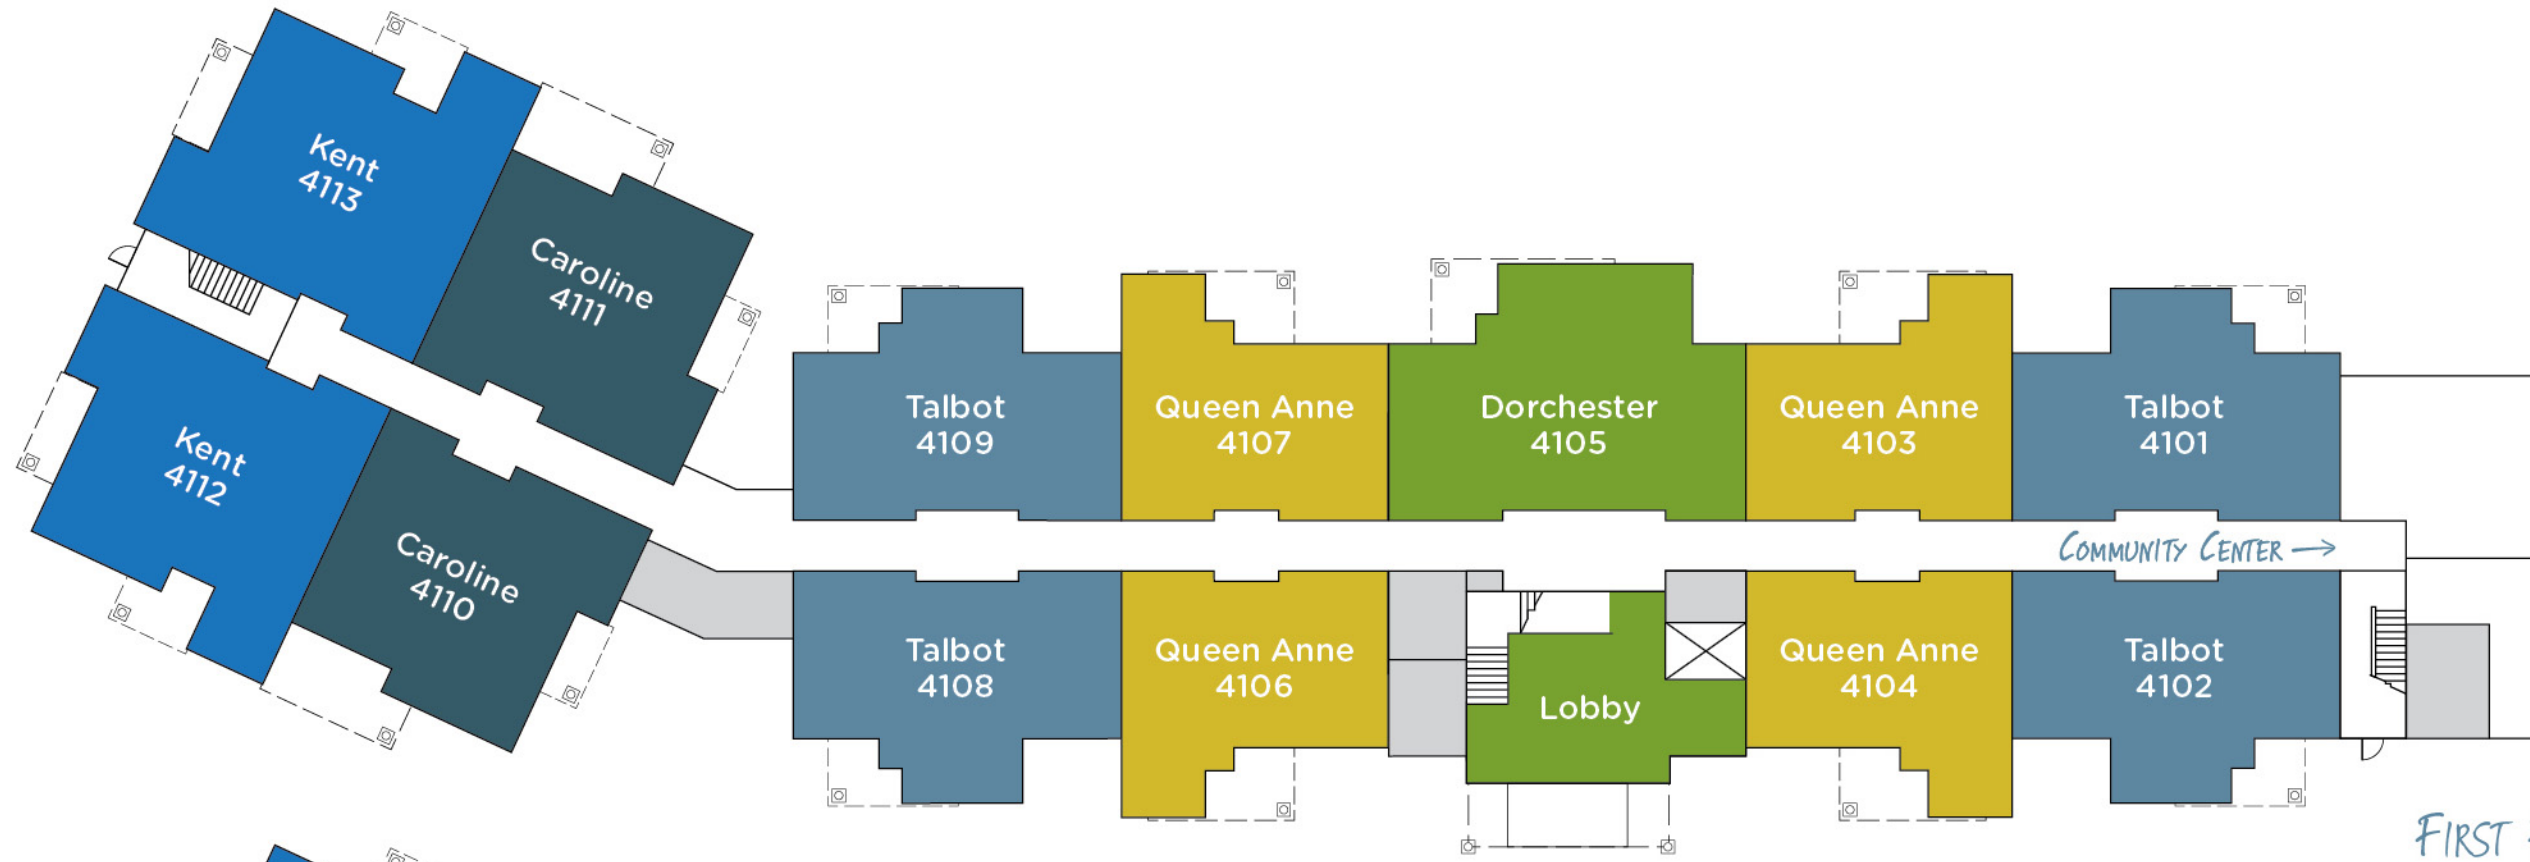 Kent
4113
Caroline
4111
Kent
4112
Caroline
4110
Talbot
4109
Queen Anne
4107
Dorchester
4105
Queen Anne
4103
Talbot
4101
COMMUNITY CENTER →
Talbot
4108
Queen Anne
4106
Lobby
Queen Anne
4104
Talbot
4102
FIRST